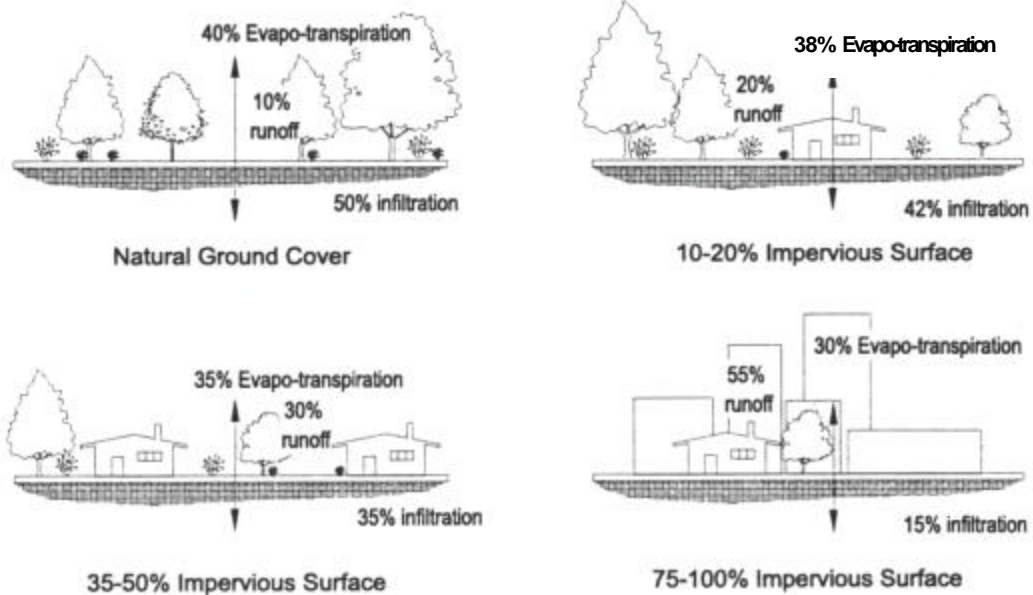 40% Evapo-transpiration
10%
runoff
50% infiltration
Natural Ground Cover
38% Evapo-transpiration
20%
runoff
42% infiltration
10-20% Impervious Surface
35% Evapo-transpiration
30%
runoff
35% infiltration
35-50% Impervious Surface
30% Evapo-transpiration
55%
runoff
15% infiltration
75-100% Impervious Surface